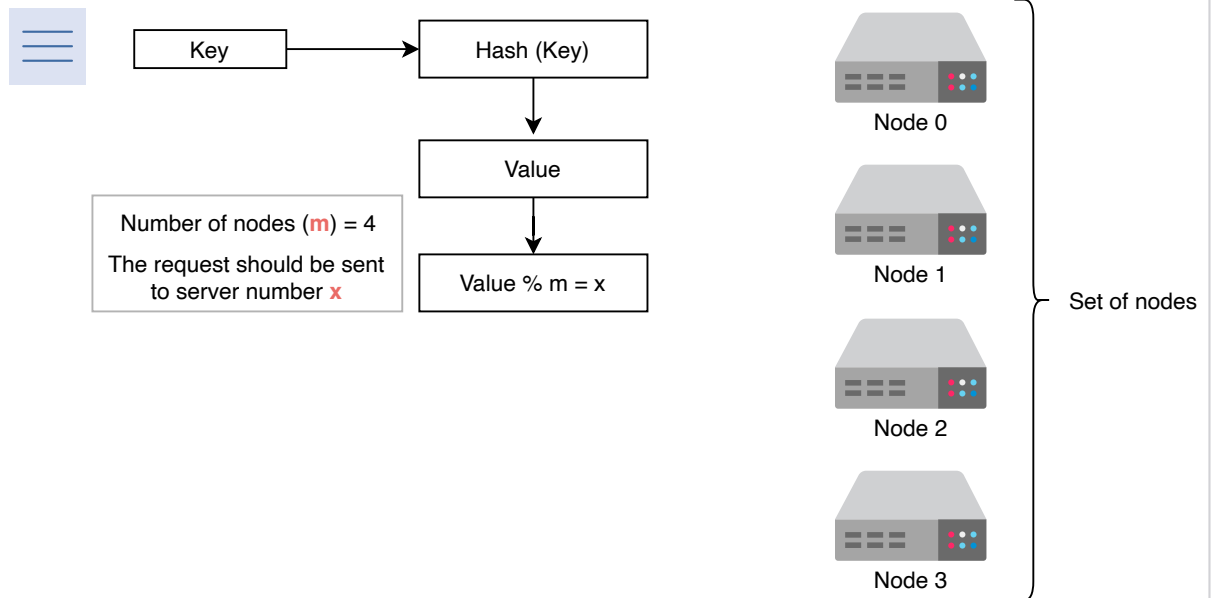 Key
Hash (Key)
Value
Number of nodes (m) = 4
The request should be sent
to server number x
Value % m = x
Node 0
Node 1
Node 2
Node 3
Set of nodes